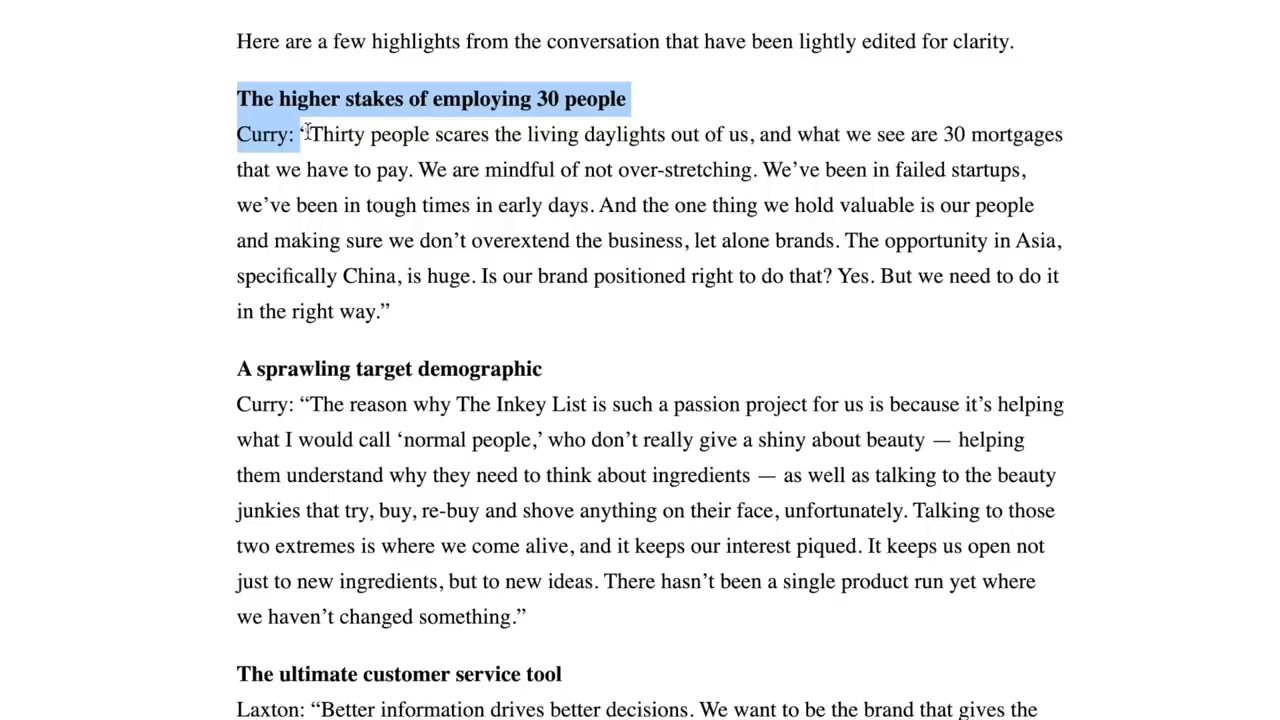 Here are a few highlights from the conversation that have been lightly edited for clarity.
The higher stakes of employing 30 people
Curry: “Thirty people scares the living daylights out of us, and what we see are 30 mortgages
that we have to pay. We are mindful of not over-stretching. We’ve been in failed startups,
we’ve been in tough times in early days. And the one thing we hold valuable is our people
and making sure we don’t overextend the business, let alone brands. The opportunity in Asia,
specifically China, is huge. Is our brand positioned right to do that? Yes. But we need to do it
in the right way.”
A sprawling target demographic
Curry: “The reason why The Inkey List is such a passion project for us is because it’s helping
what I would call ‘normal people,’ who don’t really give a shiny about beauty — helping
them understand why they need to think about ingredients — as well as talking to the beauty
junkies that try, buy, re-buy and shove anything on their face, unfortunately. Talking to those
two extremes is where we come alive, and it keeps our interest piqued. It keeps us open not
just to new ingredients, but to new ideas. There hasn’t been a single product run yet where
we haven’t changed something.”
The ultimate customer service tool
Laxton: “Better information drives better decisions. We want to be the brand that gives the